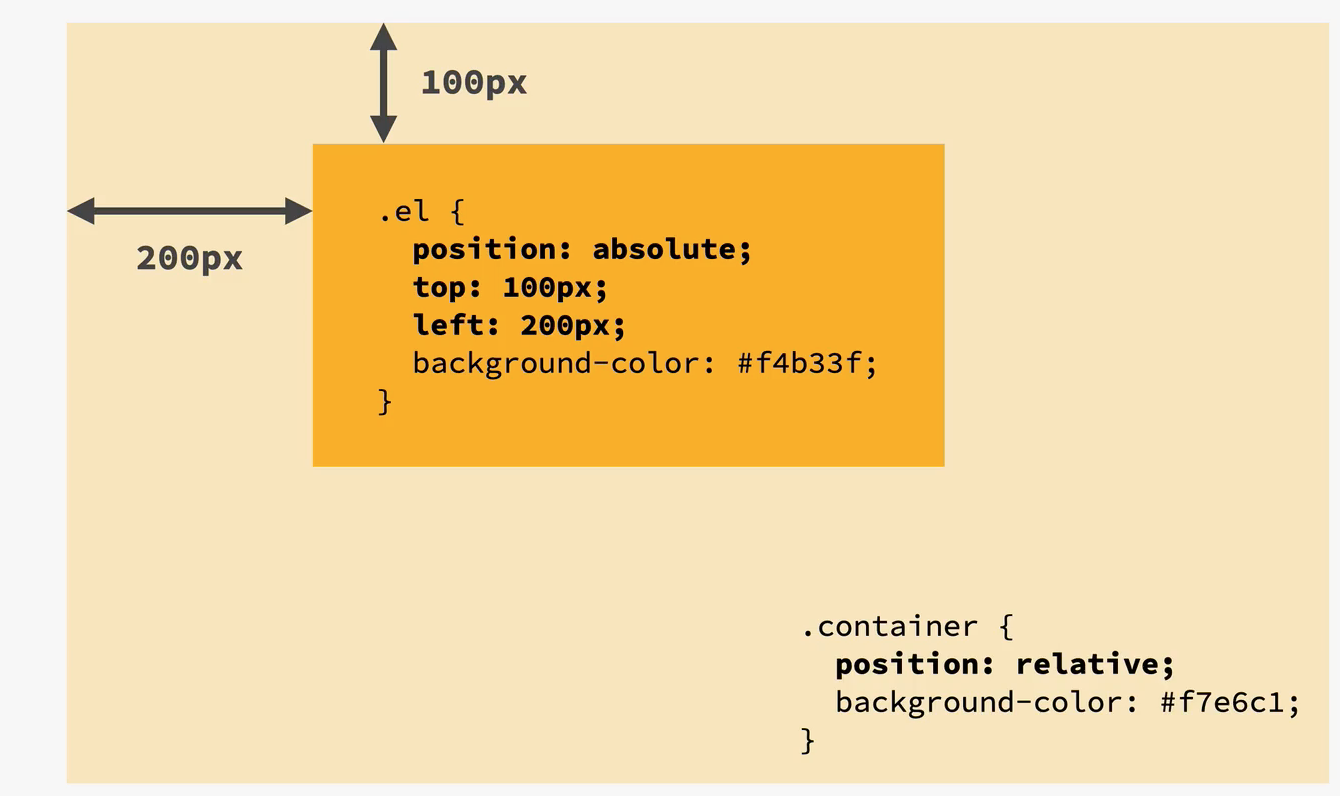 100px
200px
.el {
position: absolute;
top: 100px;
left: 200px;
background-color: #f4b33f;
}
.container {
position: relative;
background-color: #f7e6c1;
}